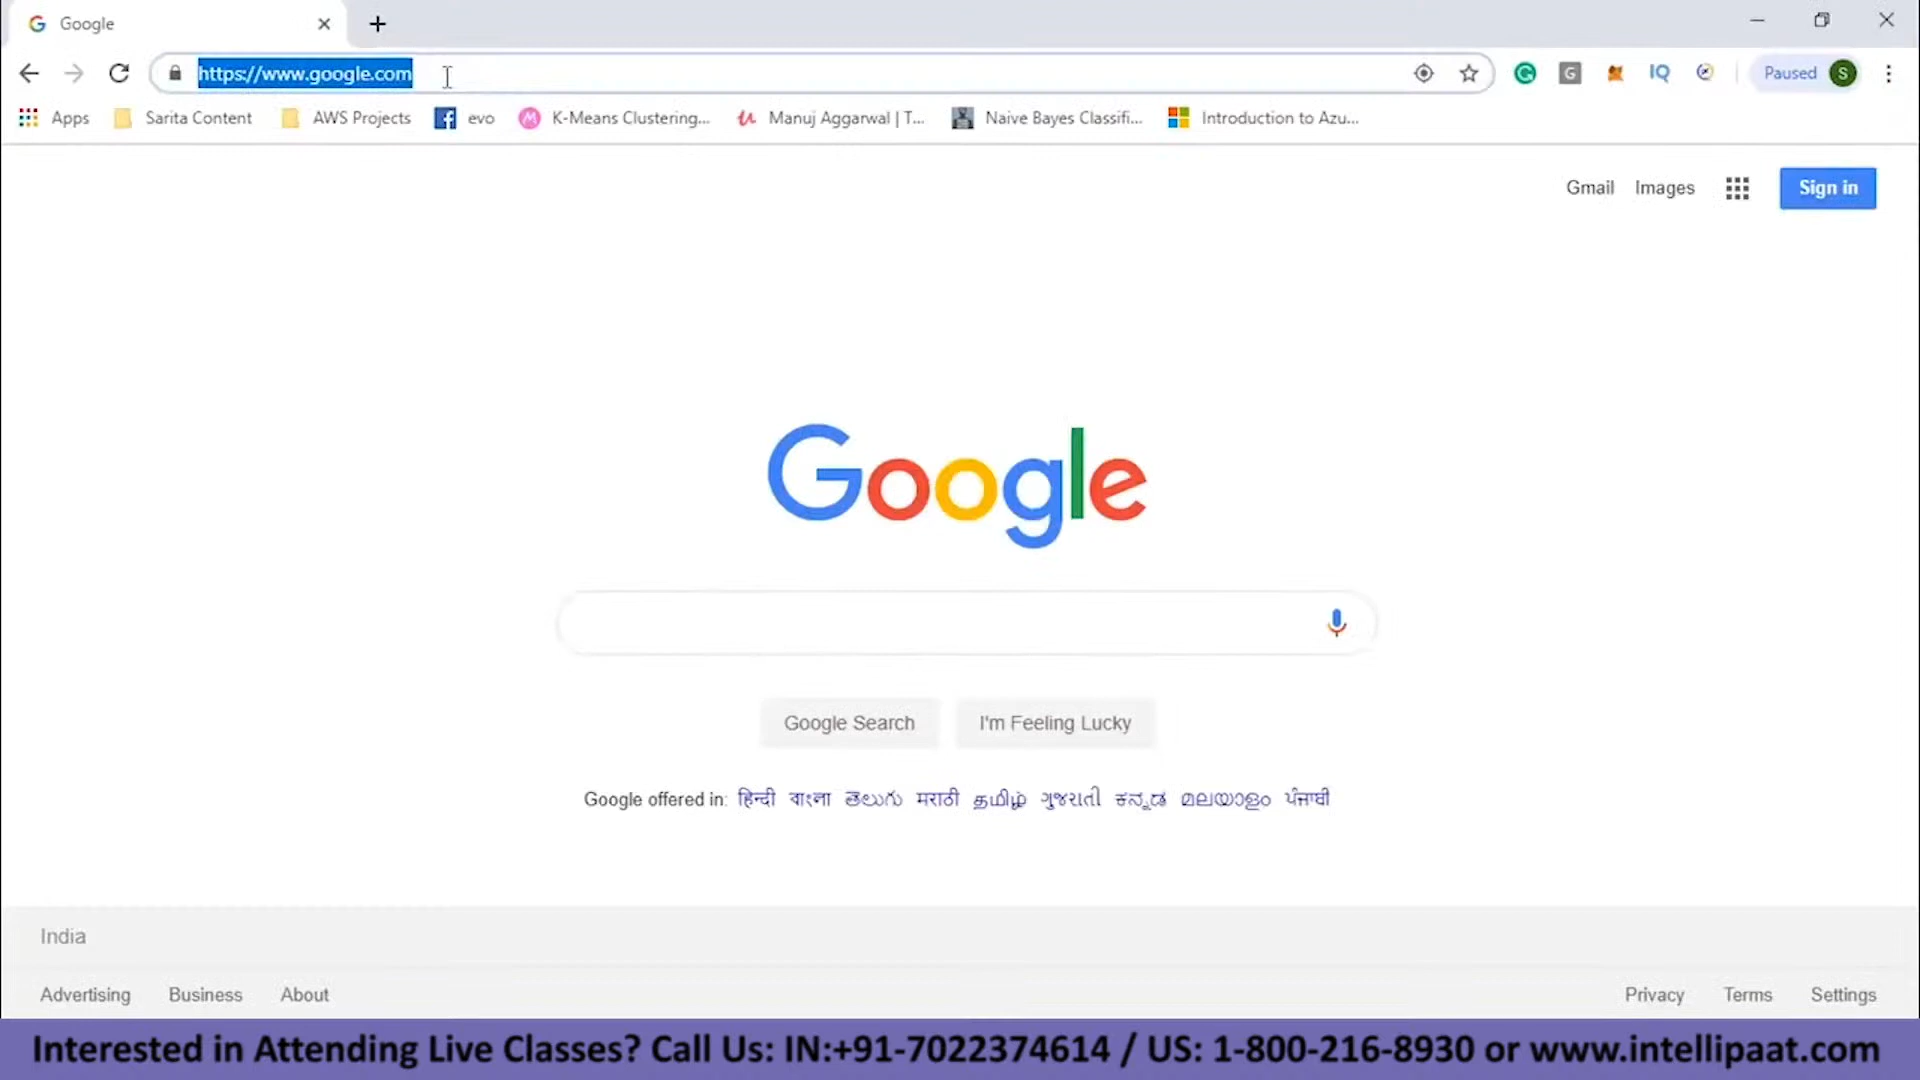 Google
https://www.google.com
Paused S
Apps Sarita Content AWS Projects evo K-Means Clustering... Manuj Aggarwal | T... Naive Bayes Classifi... Introduction to Azu...
Gmail Images Sign in
Google
Google Search I'm Feeling Lucky
Google offered in: हिन्दी বাংলা తెలుగు मराठी தமிழ் ગુજરાતી ಕನ್ನಡ മലയാളം ਪੰਜਾਬੀ
India
Advertising Business About Privacy Terms Settings
Interested in Attending Live Classes? Call Us: IN:+91-7022374614 / US: 1-800-216-8930 or www.intellipaat.com